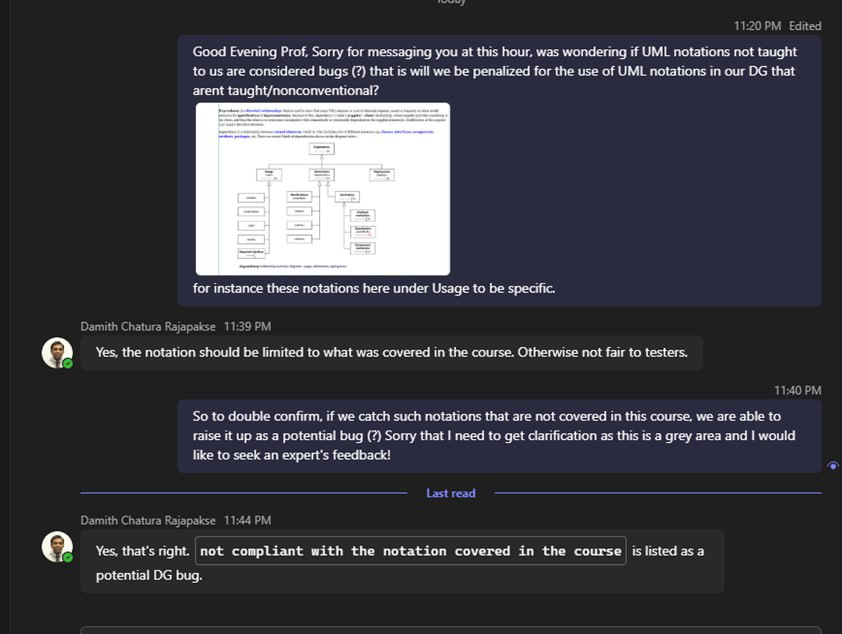 Today
11:20 PM Edited
Good Evening Prof, Sorry for messaging you at this hour, was wondering if UML notations not taught
to us are considered bugs (?) that is will we be penalized for the use of UML notations in our DG that
arent taught/nonconventional?
for instance these notations here under Usage to be specific.
Damith Chatura Rajapakse 11:39 PM
Yes, the notation should be limited to what was covered in the course. Otherwise not fair to testers.
11:40 PM
So to double confirm, if we catch such notations that are not covered in this course, we are able to
raise it up as a potential bug (?) Sorry that I need to get clarification as this is a grey area and I would
like to seek an expert's feedback!
Last read
Damith Chatura Rajapakse 11:44 PM
Yes, that's right. not compliant with the notation covered in the course is listed as a
potential DG bug.